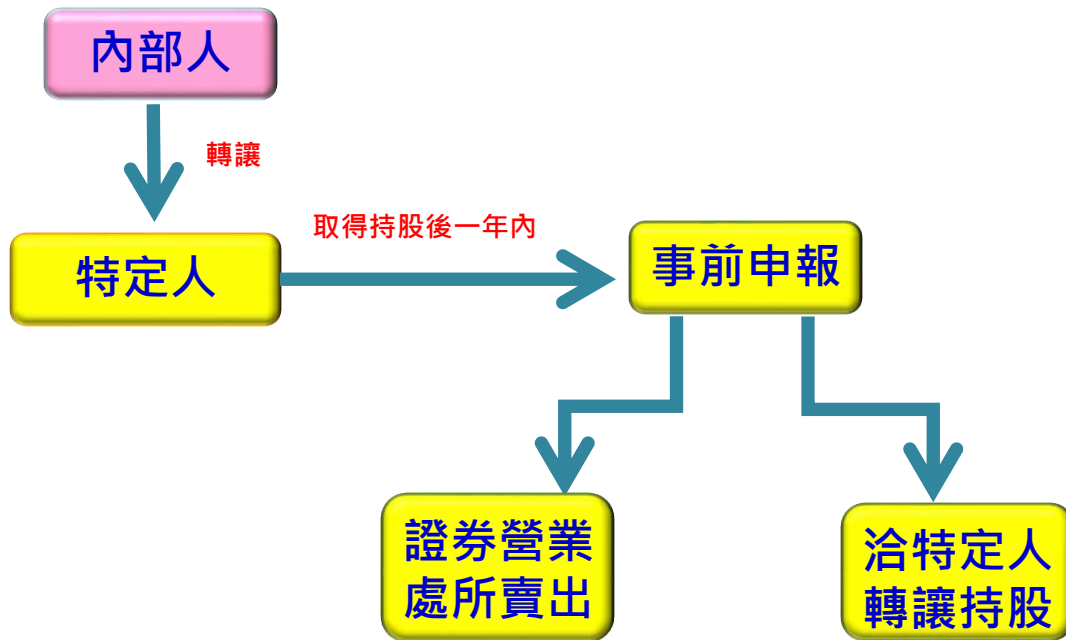 內部人
轉讓
取得持股後一年內
特定人
事前申報
證券營業
處所賣出
洽特定人
轉讓持股